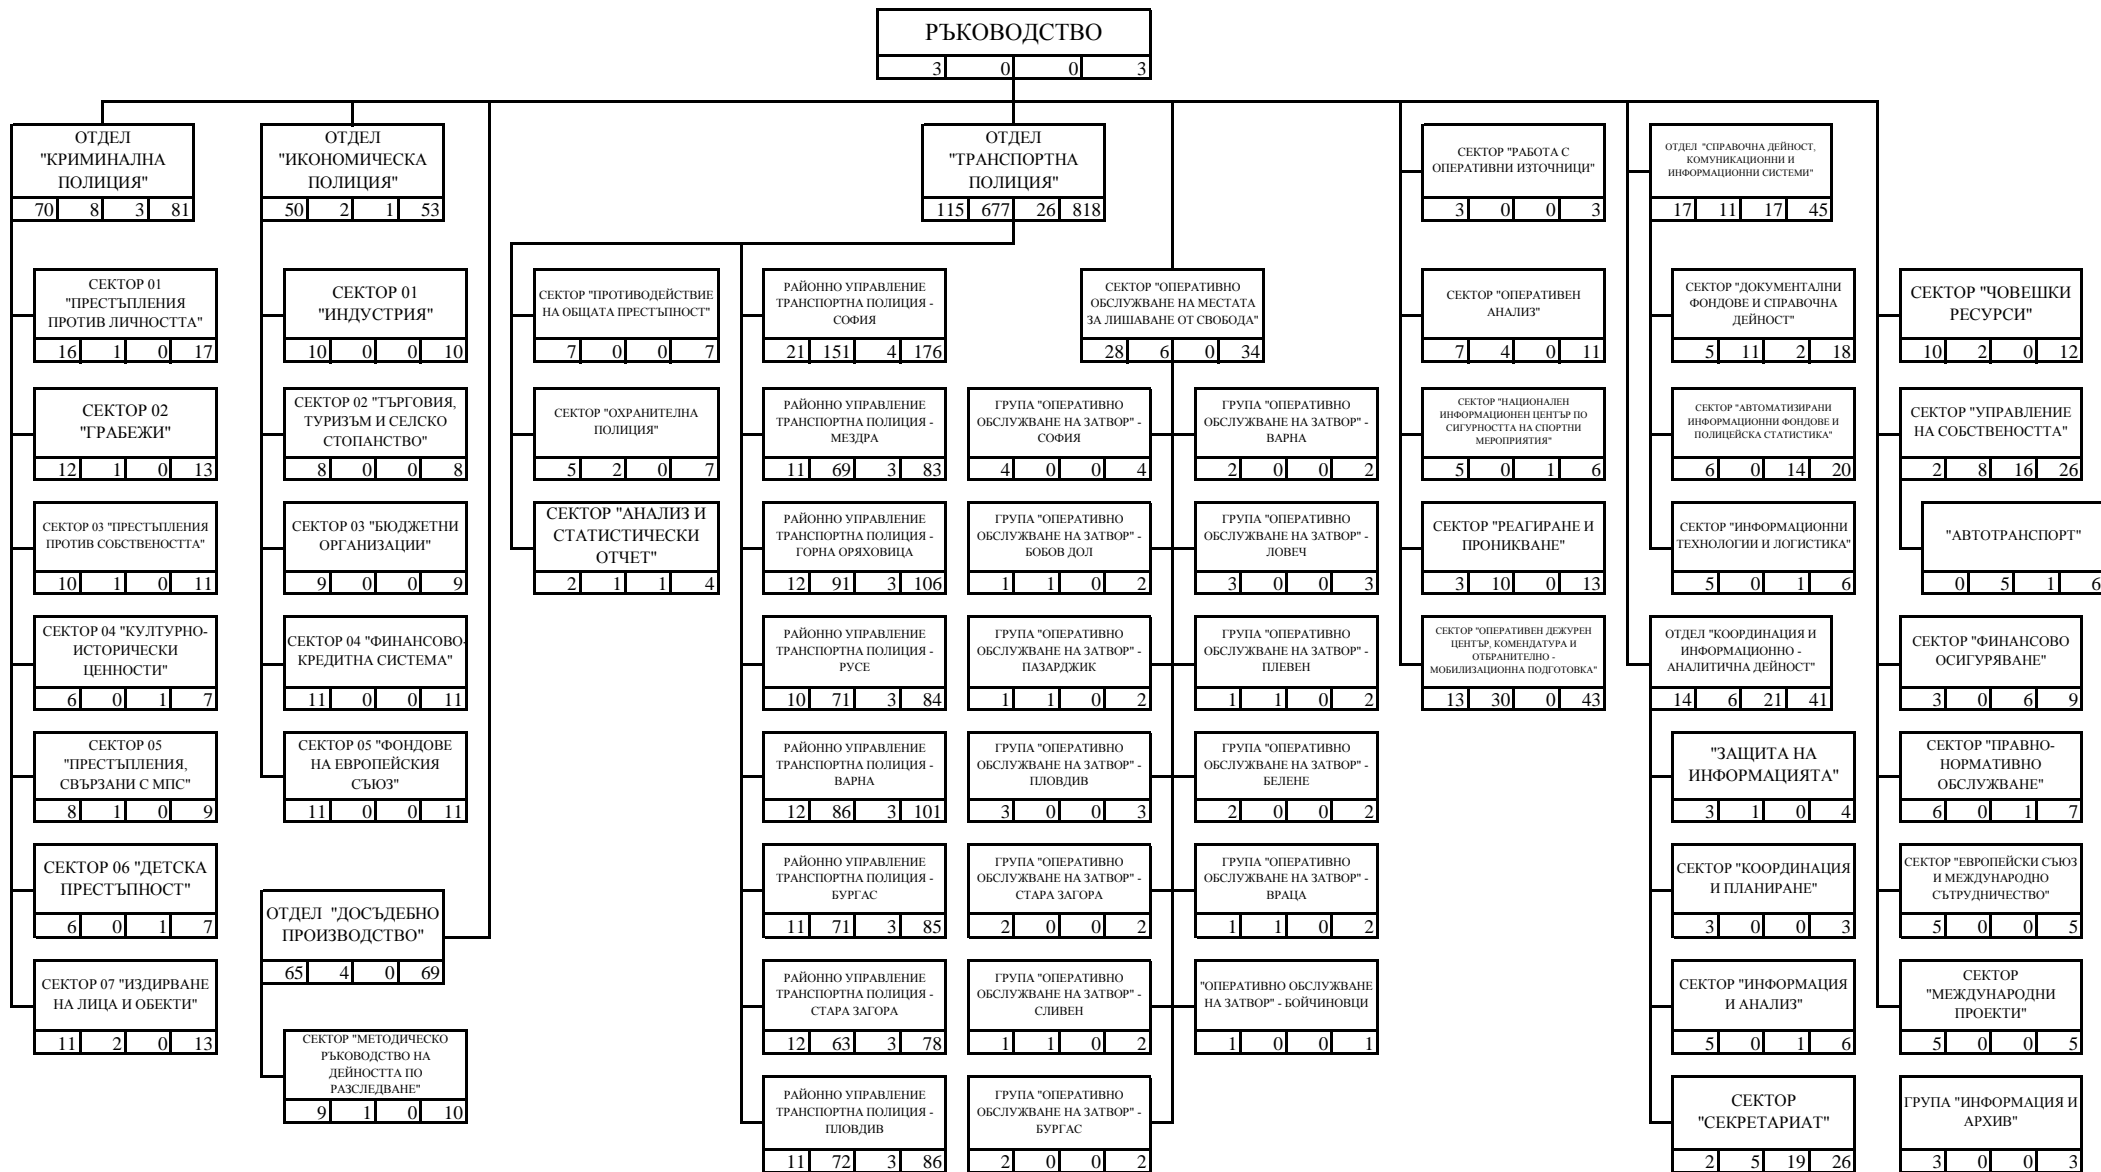 РЪКОВОДСТВО
3 0 0 3
ОТДЕЛ
"КРИМИНАЛНА
ПОЛИЦИЯ"
70 8 3 81
СЕКТОР 01
"ПРЕСТЪПЛЕНИЯ
ПРОТИВ ЛИЧНОСТТА"
16 1 0 17
СЕКТОР 02
"ГРАБЕЖИ"
12 1 0 13
СЕКТОР 03 "ПРЕСТЪПЛЕНИЯ
ПРОТИВ СОБСТВЕНОСТТА"
10 1 0 11
СЕКТОР 04 "КУЛТУРНО-
ИСТОРИЧЕСКИ
ЦЕННОСТИ"
6 0 1 7
СЕКТОР 05
"ПРЕСТЪПЛЕНИЯ,
СВЪРЗАНИ С МПС"
8 1 0 9
СЕКТОР 06 "ДЕТСКА
ПРЕСТЪПНОСТ"
6 0 1 7
СЕКТОР 07 "ИЗДИРВАНЕ
НА ЛИЦА И ОБЕКТИ"
11 2 0 13
ОТДЕЛ
"ИКОНОМИЧЕСКА
ПОЛИЦИЯ"
50 2 1 53
СЕКТОР 01
"ИНДУСТРИЯ"
10 0 0 10
СЕКТОР 02 "ТЪРГОВИЯ,
ТУРИЗЪМ И СЕЛСКО
СТОПАНСТВО"
8 0 0 8
СЕКТОР 03 "БЮДЖЕТНИ
ОРГАНИЗАЦИИ"
9 0 0 9
СЕКТОР 04 "ФИНАНСОВО-
КРЕДИТНА СИСТЕМА"
11 0 0 11
СЕКТОР 05 "ФОНДОВЕ
НА ЕВРОПЕЙСКИЯ
СЪЮЗ"
11 0 0 11
ОТДЕЛ "ДОСЪДЕБНО
ПРОИЗВОДСТВО"
65 4 0 69
СЕКТОР "МЕТОДИЧЕСКО
РЪКОВОДСТВО НА
ДЕЙНОСТТА ПО
РАЗСЛЕДВАНЕ"
9 1 0 10
ОТДЕЛ
"ТРАНСПОРТНА
ПОЛИЦИЯ"
115 677 26 818
СЕКТОР "ПРОТИВОДЕЙСТВИЕ
НА ОБЩАТА ПРЕСТЪПНОСТ"
7 0 0 7
СЕКТОР "ОХРАНИТЕЛНА
ПОЛИЦИЯ"
5 2 0 7
СЕКТОР "АНАЛИЗ И
СТАТИСТИЧЕСКИ
ОТЧЕТ"
2 1 1 4
РАЙОННО УПРАВЛЕНИЕ
ТРАНСПОРТНА ПОЛИЦИЯ -
СОФИЯ
21 151 4 176
РАЙОННО УПРАВЛЕНИЕ
ТРАНСПОРТНА ПОЛИЦИЯ -
МЕЗДРА
11 69 3 83
РАЙОННО УПРАВЛЕНИЕ
ТРАНСПОРТНА ПОЛИЦИЯ -
ГОРНА ОРЯХОВИЦА
12 91 3 106
РАЙОННО УПРАВЛЕНИЕ
ТРАНСПОРТНА ПОЛИЦИЯ -
РУСЕ
10 71 3 84
РАЙОННО УПРАВЛЕНИЕ
ТРАНСПОРТНА ПОЛИЦИЯ -
ВАРНА
12 86 3 101
РАЙОННО УПРАВЛЕНИЕ
ТРАНСПОРТНА ПОЛИЦИЯ -
БУРГАС
11 71 3 85
РАЙОННО УПРАВЛЕНИЕ
ТРАНСПОРТНА ПОЛИЦИЯ -
СТАРА ЗАГОРА
12 63 3 78
РАЙОННО УПРАВЛЕНИЕ
ТРАНСПОРТНА ПОЛИЦИЯ -
ПЛОВДИВ
11 72 3 86
СЕКТОР "ОПЕРАТИВНО
ОБСЛУЖВАНЕ НА МЕСТАТА
ЗА ЛИШАВАНЕ ОТ СВОБОДА"
28 6 0 34
ГРУПА "ОПЕРАТИВНО
ОБСЛУЖВАНЕ НА ЗАТВОР" -
СОФИЯ
4 0 0 4
ГРУПА "ОПЕРАТИВНО
ОБСЛУЖВАНЕ НА ЗАТВОР" -
БОБОВ ДОЛ
1 1 0 2
ГРУПА "ОПЕРАТИВНО
ОБСЛУЖВАНЕ НА ЗАТВОР" -
ПАЗАРДЖИК
1 1 0 2
ГРУПА "ОПЕРАТИВНО
ОБСЛУЖВАНЕ НА ЗАТВОР" -
ПЛОВДИВ
3 0 0 3
ГРУПА "ОПЕРАТИВНО
ОБСЛУЖВАНЕ НА ЗАТВОР" -
СТАРА ЗАГОРА
2 0 0 2
ГРУПА "ОПЕРАТИВНО
ОБСЛУЖВАНЕ НА ЗАТВОР" -
СЛИВЕН
1 1 0 2
ГРУПА "ОПЕРАТИВНО
ОБСЛУЖВАНЕ НА ЗАТВОР" -
БУРГАС
2 0 0 2
ГРУПА "ОПЕРАТИВНО
ОБСЛУЖВАНЕ НА ЗАТВОР" -
ВАРНА
2 0 0 2
ГРУПА "ОПЕРАТИВНО
ОБСЛУЖВАНЕ НА ЗАТВОР" -
ЛОВЕЧ
3 0 0 3
ГРУПА "ОПЕРАТИВНО
ОБСЛУЖВАНЕ НА ЗАТВОР" -
ПЛЕВЕН
1 1 0 2
ГРУПА "ОПЕРАТИВНО
ОБСЛУЖВАНЕ НА ЗАТВОР" -
БЕЛЕНЕ
2 0 0 2
ГРУПА "ОПЕРАТИВНО
ОБСЛУЖВАНЕ НА ЗАТВОР" -
ВРАЦА
1 1 0 2
"ОПЕРАТИВНО ОБСЛУЖВАНЕ
НА ЗАТВОР" - БОЙЧИНОВЦИ
1 0 0 1
СЕКТОР "РАБОТА С
ОПЕРАТИВНИ ИЗТОЧНИЦИ"
3 0 0 3
СЕКТОР "ОПЕРАТИВЕН
АНАЛИЗ"
7 4 0 11
СЕКТОР "НАЦИОНАЛЕН
ИНФОРМАЦИОНЕН ЦЕНТЪР ПО
СИГУРНОСТТА НА СПОРТНИ
МЕРОПРИЯТИЯ"
5 0 1 6
СЕКТОР "РЕАГИРАНЕ И
ПРОНИКВАНЕ"
3 10 0 13
СЕКТОР "ОПЕРАТИВЕН ДЕЖУРЕН
ЦЕНТЪР, КОМЕНДАТУРА И
ОТБРАНИТЕЛНО -
МОБИЛИЗАЦИОННА ПОДГОТОВКА"
13 30 0 43
ОТДЕЛ "СПРАВОЧНА ДЕЙНОСТ,
КОМУНИКАЦИОННИ И
ИНФОРМАЦИОННИ СИСТЕМИ"
17 11 17 45
СЕКТОР "ДОКУМЕНТАЛНИ
ФОНДОВЕ И СПРАВОЧНА
ДЕЙНОСТ"
5 11 2 18
СЕКТОР "АВТОМАТИЗИРАНИ
ИНФОРМАЦИОННИ ФОНДОВЕ И
ПОЛИЦЕЙСКА СТАТИСТИКА"
6 0 14 20
СЕКТОР "ИНФОРМАЦИОННИ
ТЕХНОЛОГИИ И ЛОГИСТИКА"
5 0 1 6
ОТДЕЛ "КООРДИНАЦИЯ И
ИНФОРМАЦИОННО -
АНАЛИТИЧНА ДЕЙНОСТ"
14 6 21 41
"ЗАЩИТА НА
ИНФОРМАЦИЯТА"
3 1 0 4
СЕКТОР "КООРДИНАЦИЯ
И ПЛАНИРАНЕ"
3 0 0 3
СЕКТОР "ИНФОРМАЦИЯ
И АНАЛИЗ"
5 0 1 6
СЕКТОР
"СЕКРЕТАРИАТ"
2 5 19 26
СЕКТОР "ЧОВЕШКИ
РЕСУРСИ"
10 2 0 12
СЕКТОР "УПРАВЛЕНИЕ
НА СОБСТВЕНОСТТА"
2 8 16 26
"АВТОТРАНСПОРТ"
0 5 1 6
СЕКТОР "ФИНАНСОВО
ОСИГУРЯВАНЕ"
3 0 6 9
СЕКТОР "ПРАВНО-
НОРМАТИВНО
ОБСЛУЖВАНЕ"
6 0 1 7
СЕКТОР "ЕВРОПЕЙСКИ СЪЮЗ
И МЕЖДУНАРОДНО
СЪТРУДНИЧЕСТВО"
5 0 0 5
СЕКТОР
"МЕЖДУНАРОДНИ
ПРОЕКТИ"
5 0 0 5
ГРУПА "ИНФОРМАЦИЯ И
АРХИВ"
3 0 0 3